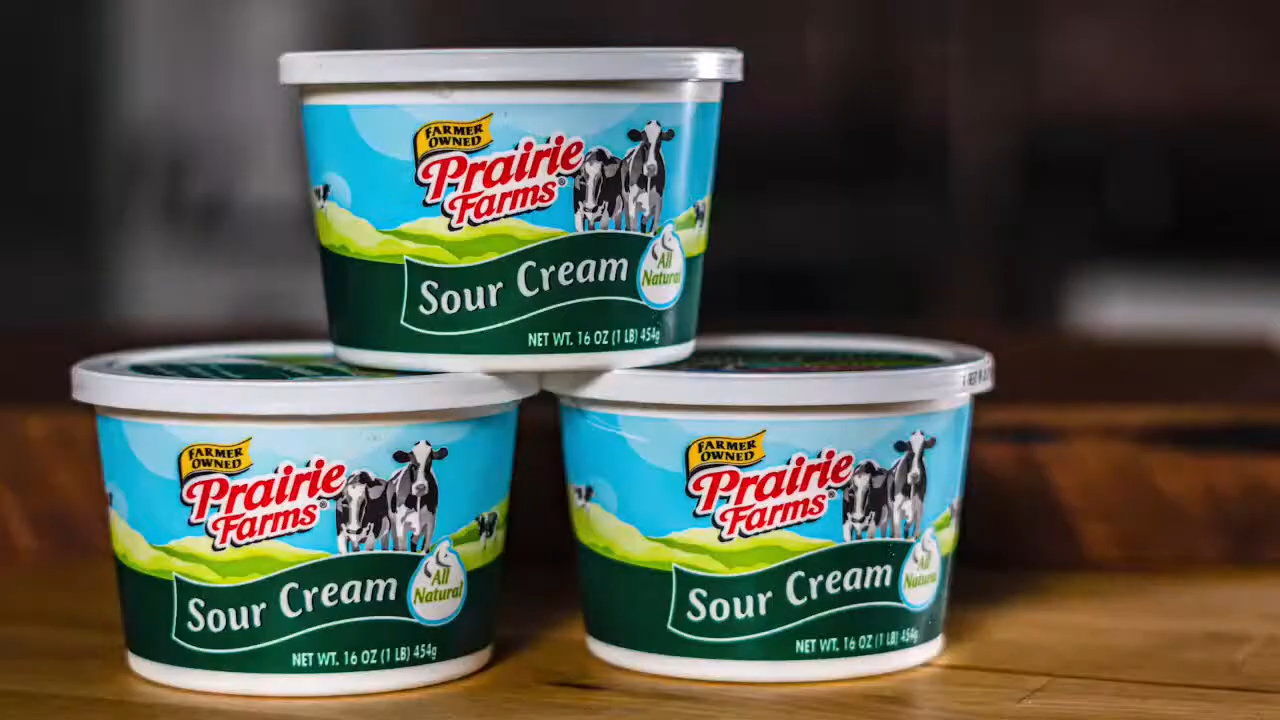 FARMER
OWNED
Prairie
Farms®
Sour Cream
All
Natural
NET WT. 16 OZ (1 LB) 454g
FARMER
OWNED
Prairie
Farms®
Sour Cream
All
Natural
NET WT. 16 OZ (1 LB) 454g
FARMER
OWNED
Prairie
Farms®
Sour Cream
All
Natural
NET WT. 16 OZ (1 LB) 454g